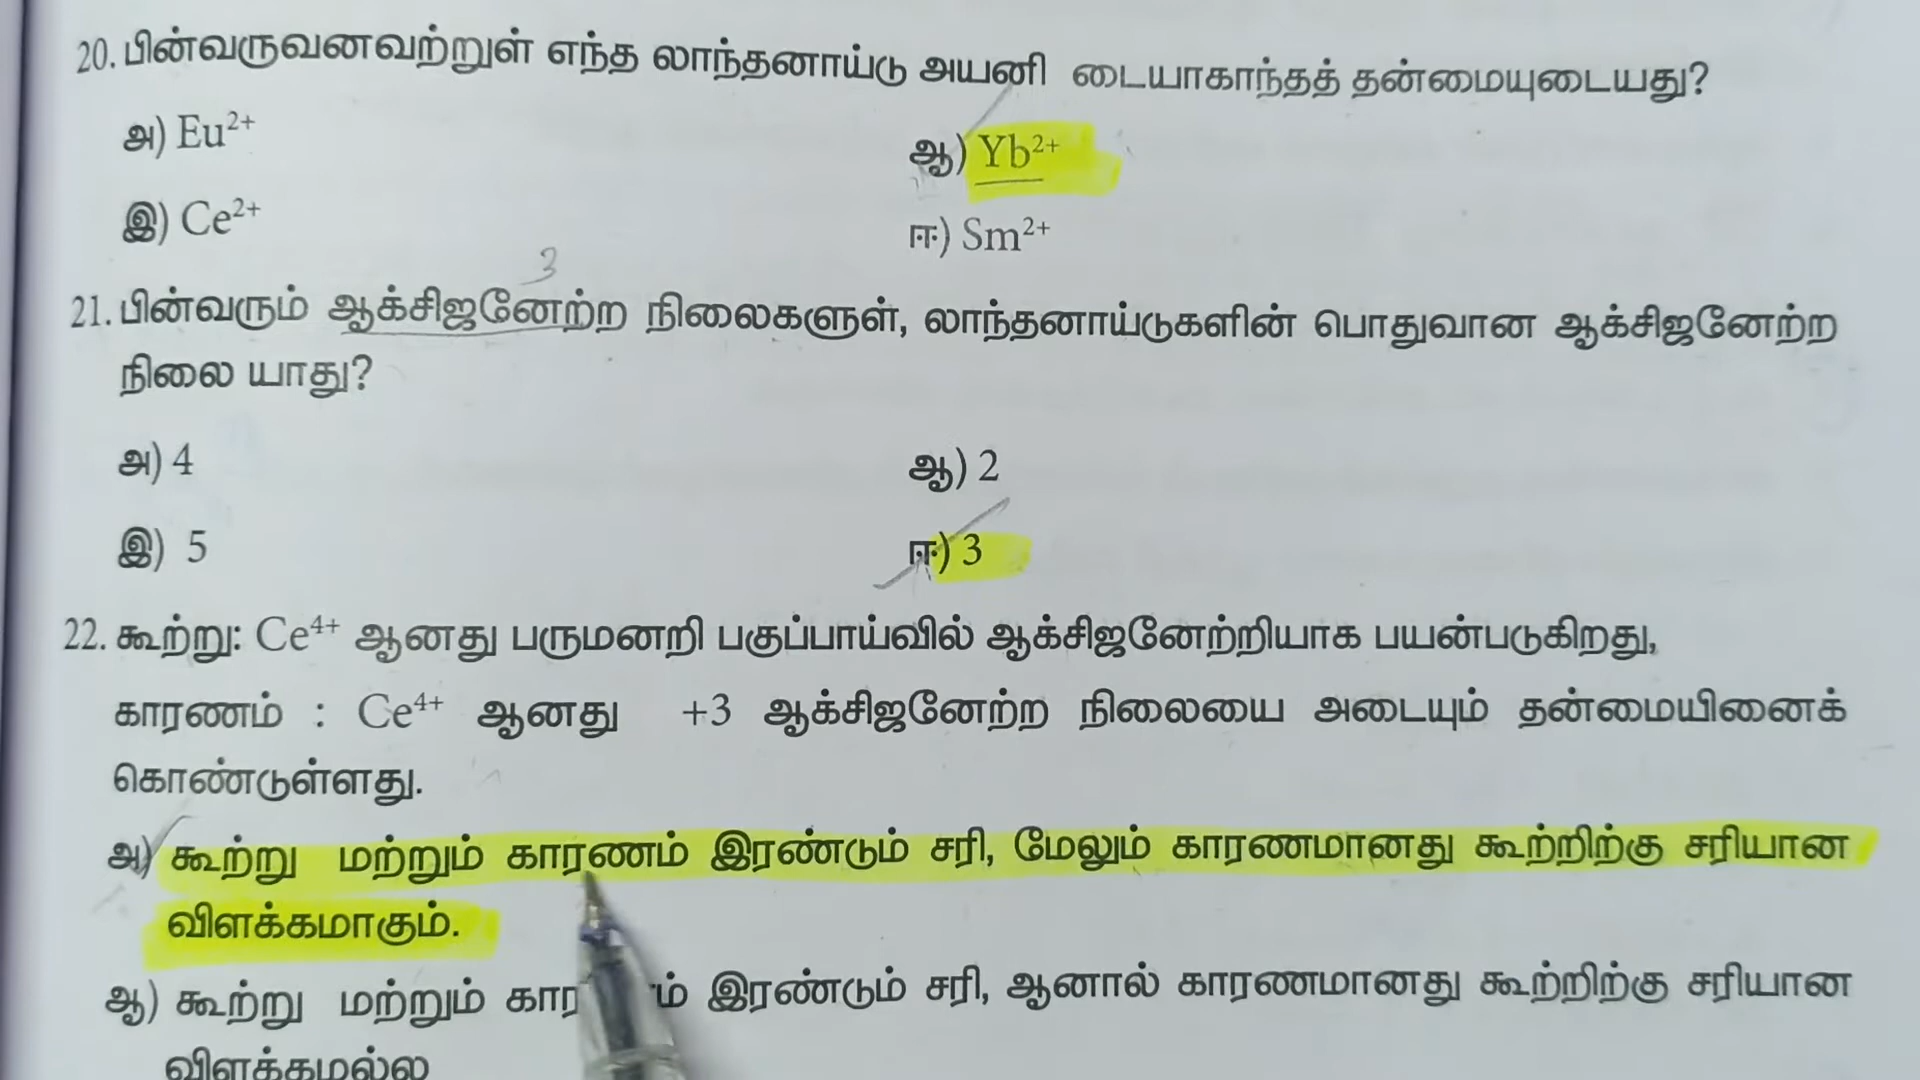 20. பின்வருவனவற்றுள் எந்த லாந்தனாய்டு அயனி டையாகாந்தத் தன்மையுடையது?
அ) Eu²⁺ ஆ) Yb²⁺
இ) Ce²⁺ ஈ) Sm²⁺
3
21. பின்வரும் ஆக்சிஜனேற்ற நிலைகளுள், லாந்தனாய்டுகளின் பொதுவான ஆக்சிஜனேற்ற
நிலை யாது?
அ) 4 ஆ) 2
இ) 5 ஈ) 3
22. கூற்று: Ce⁴⁺ ஆனது பருமனறி பகுப்பாய்வில் ஆக்சிஜனேற்றியாக பயன்படுகிறது,
காரணம் : Ce⁴⁺ ஆனது +3 ஆக்சிஜனேற்ற நிலையை அடையும் தன்மையினைக்
கொண்டுள்ளது.
அ) கூற்று மற்றும் காரணம் இரண்டும் சரி, மேலும் காரணமானது கூற்றிற்கு சரியான
விளக்கமாகும்.
ஆ) கூற்று மற்றும் இரண்டும் சரி, ஆனால் காரணமானது கூற்றிற்கு சரியான
விளக்கமல்ல